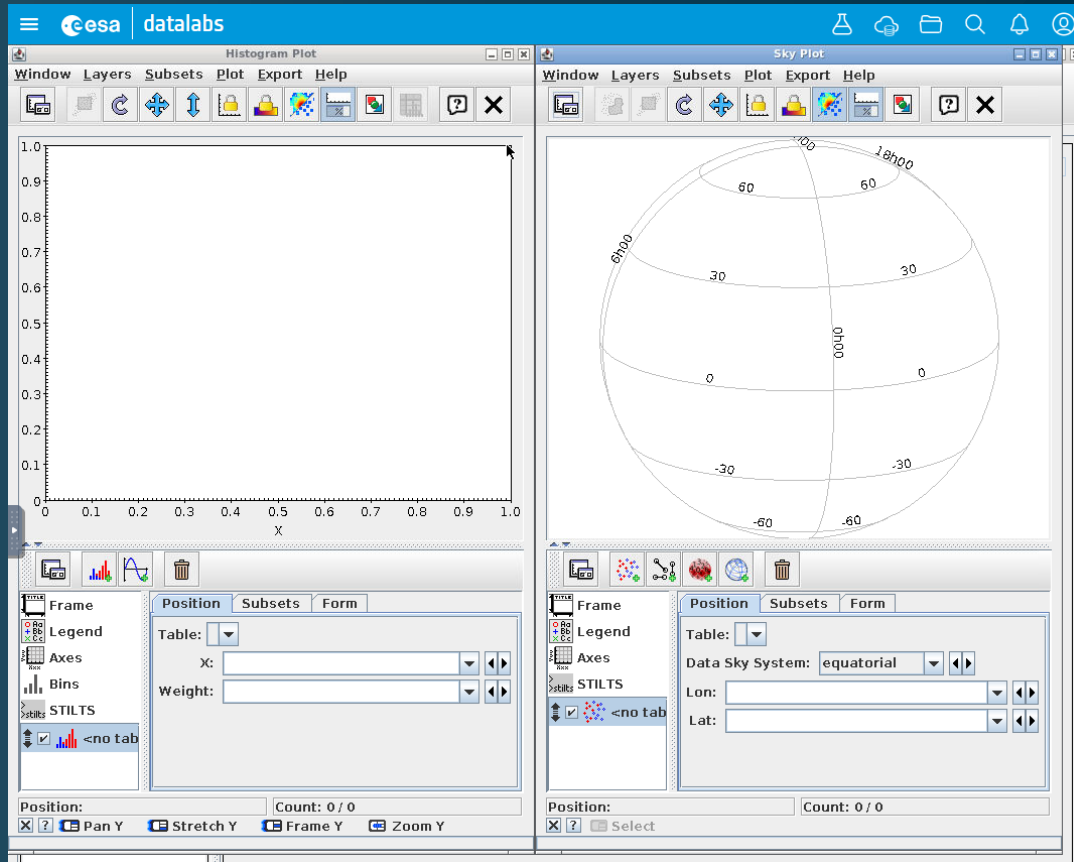 esa datalabs
Histogram Plot
Window Layers Subsets Plot Export Help
1.0
0.9
0.8
0.7
0.6
0.5
0.4
0.3
0.2
0.1
0
0 0.1 0.2 0.3 0.4 0.5 0.6 0.7 0.8 0.9 1.0
X
Frame
Legend
Axes
Bins
STILTS
<no tab
Position Subsets Form
Table:
X:
Weight:
Position: Count: 0 / 0
Pan Y Stretch Y Frame Y Zoom Y
Sky Plot
Window Layers Subsets Plot Export Help
18h00
60 60
6h00
30 30
0h00
0 0
-30 -30
-60 -60
Frame
Legend
Axes
STILTS
<no tab
Position Subsets Form
Table:
Data Sky System: equatorial
Lon:
Lat:
Position: Count: 0 / 0
Select